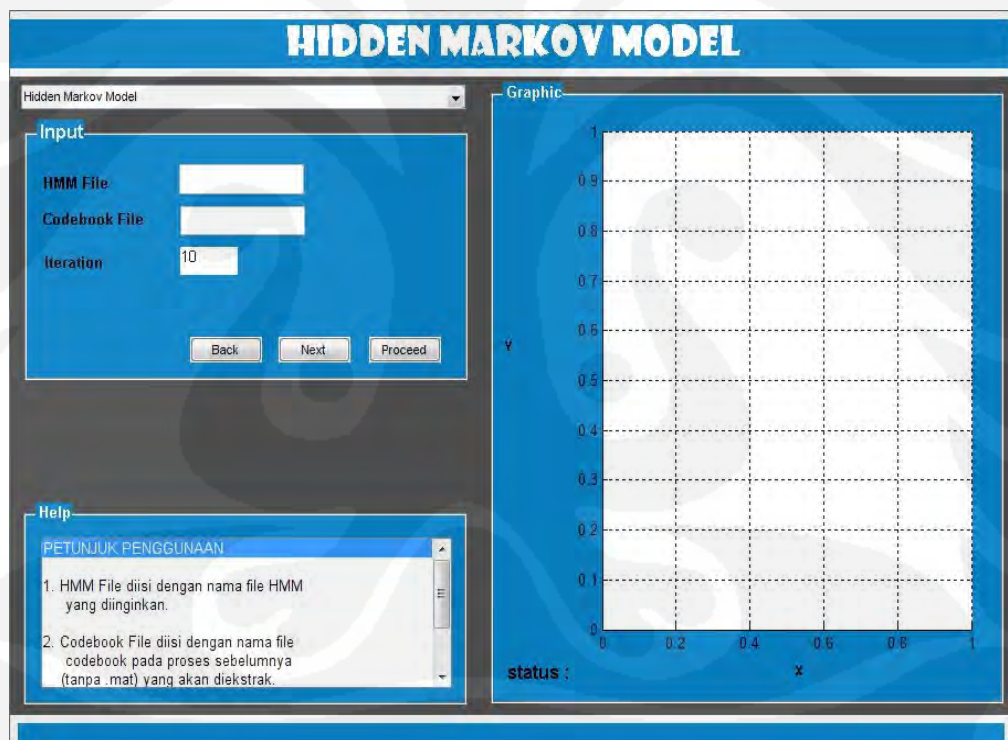 HIDDEN MARKOV MODEL
Hidden Markov Model
Input
HMM File
Codebook File
Iteration
10
Back
Next
Proceed
Help
PETUNJUK PENGGUNAAN
1. HMM File diisi dengan nama file HMM
yang diinginkan.
2. Codebook File diisi dengan nama file
codebook pada proses sebelumnya
(tanpa .mat) yang akan diekstrak.
Graphic
1
0.9
0.8
0.7
0.6
Y
0.5
0.4
0.3
0.2
0.1
0
0 0.2 0.4 0.6 0.8 1
X
status :